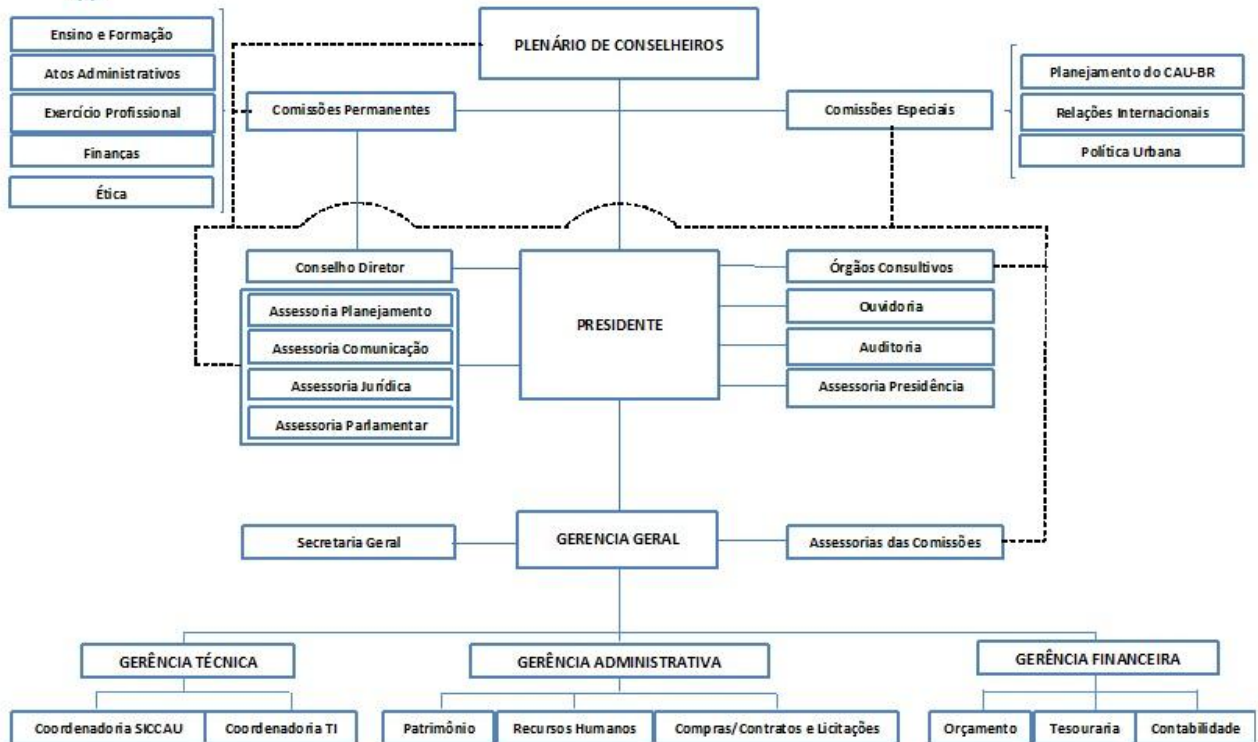 PLENÁRIO DE CONSELHEIROS
Ensino e Formação
Atos Administrativos
Exercício Profissional
Finanças
Ética
Comissões Permanentes
Comissões Especiais
Planejamento do CAU-BR
Relações Internacionais
Política Urbana
Conselho Diretor
Assessoria Planejamento
Assessoria Comunicação
Assessoria Jurídica
Assessoria Parlamentar
PRESIDENTE
Órgãos Consultivos
Ouvidoria
Auditoria
Assessoria Presidência
Secretaria Geral
GERENCIA GERAL
Assessorias das Comissões
GERÊNCIA TÉCNICA
GERÊNCIA ADMINISTRATIVA
GERÊNCIA FINANCEIRA
Coordenadoria SICCAU
Coordenadoria TI
Patrimônio
Recursos Humanos
Compras/Contratos e Licitações
Orçamento
Tesouraria
Contabilidade